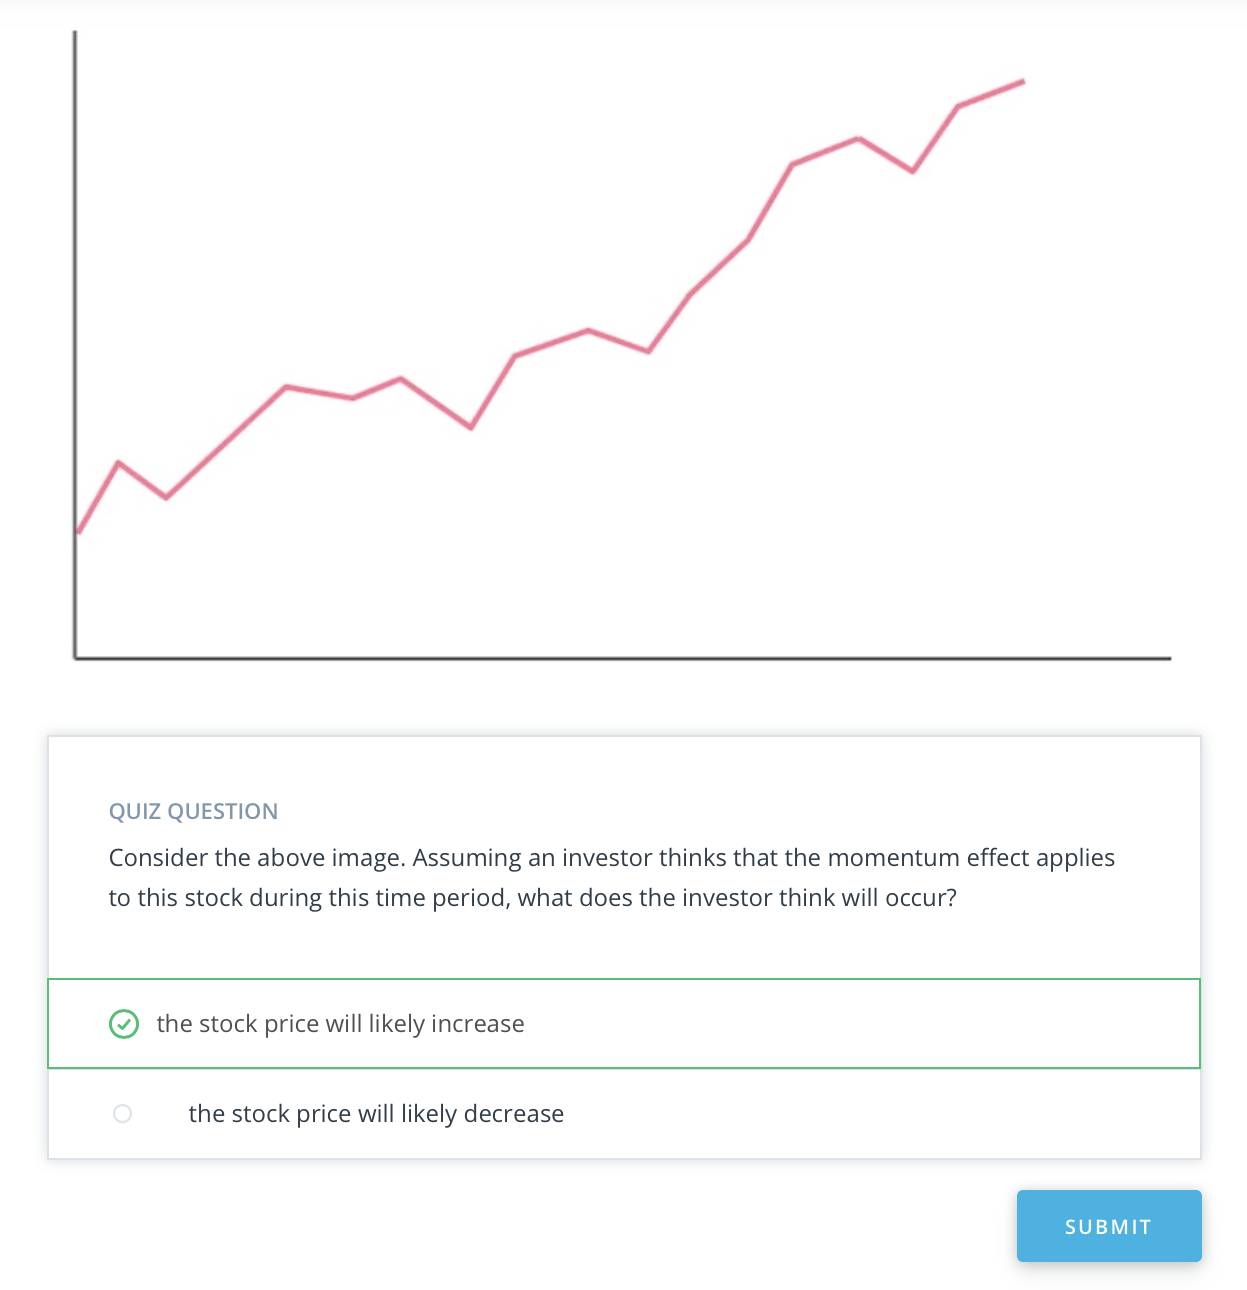 QUIZ QUESTION
Consider the above image. Assuming an investor thinks that the momentum effect applies
to this stock during this time period, what does the investor think will occur?
the stock price will likely increase
the stock price will likely decrease
SUBMIT